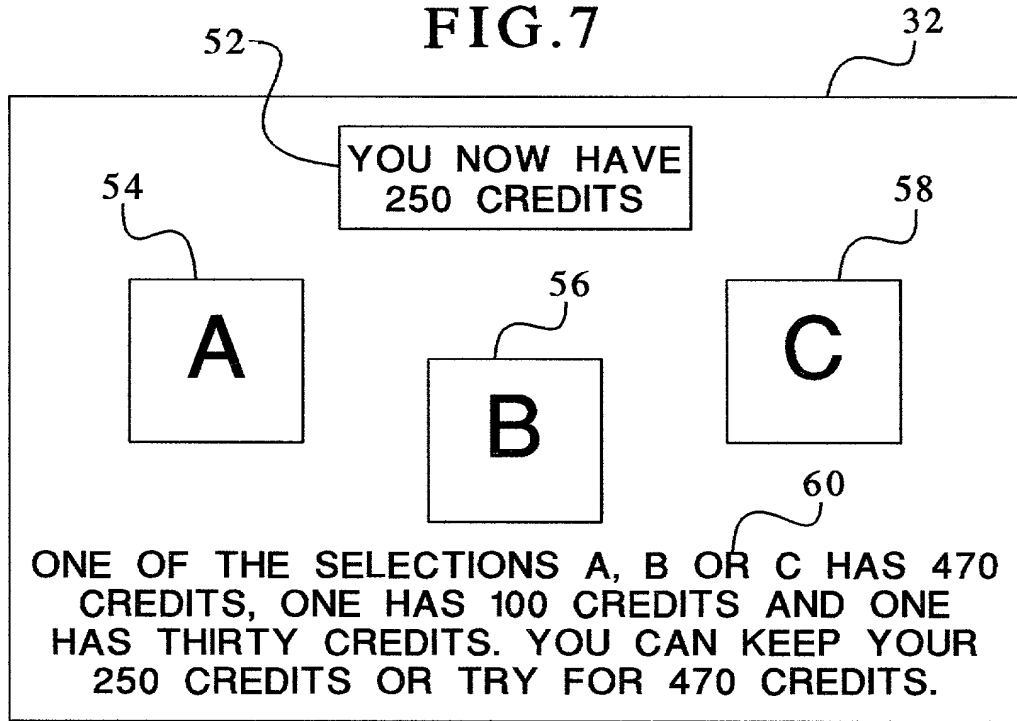 FIG.7
52
32
YOU NOW HAVE
250 CREDITS
54
58
A
56
C
B
60
ONE OF THE SELECTIONS A, B OR C HAS 470
CREDITS, ONE HAS 100 CREDITS AND ONE
HAS THIRTY CREDITS. YOU CAN KEEP YOUR
250 CREDITS OR TRY FOR 470 CREDITS.